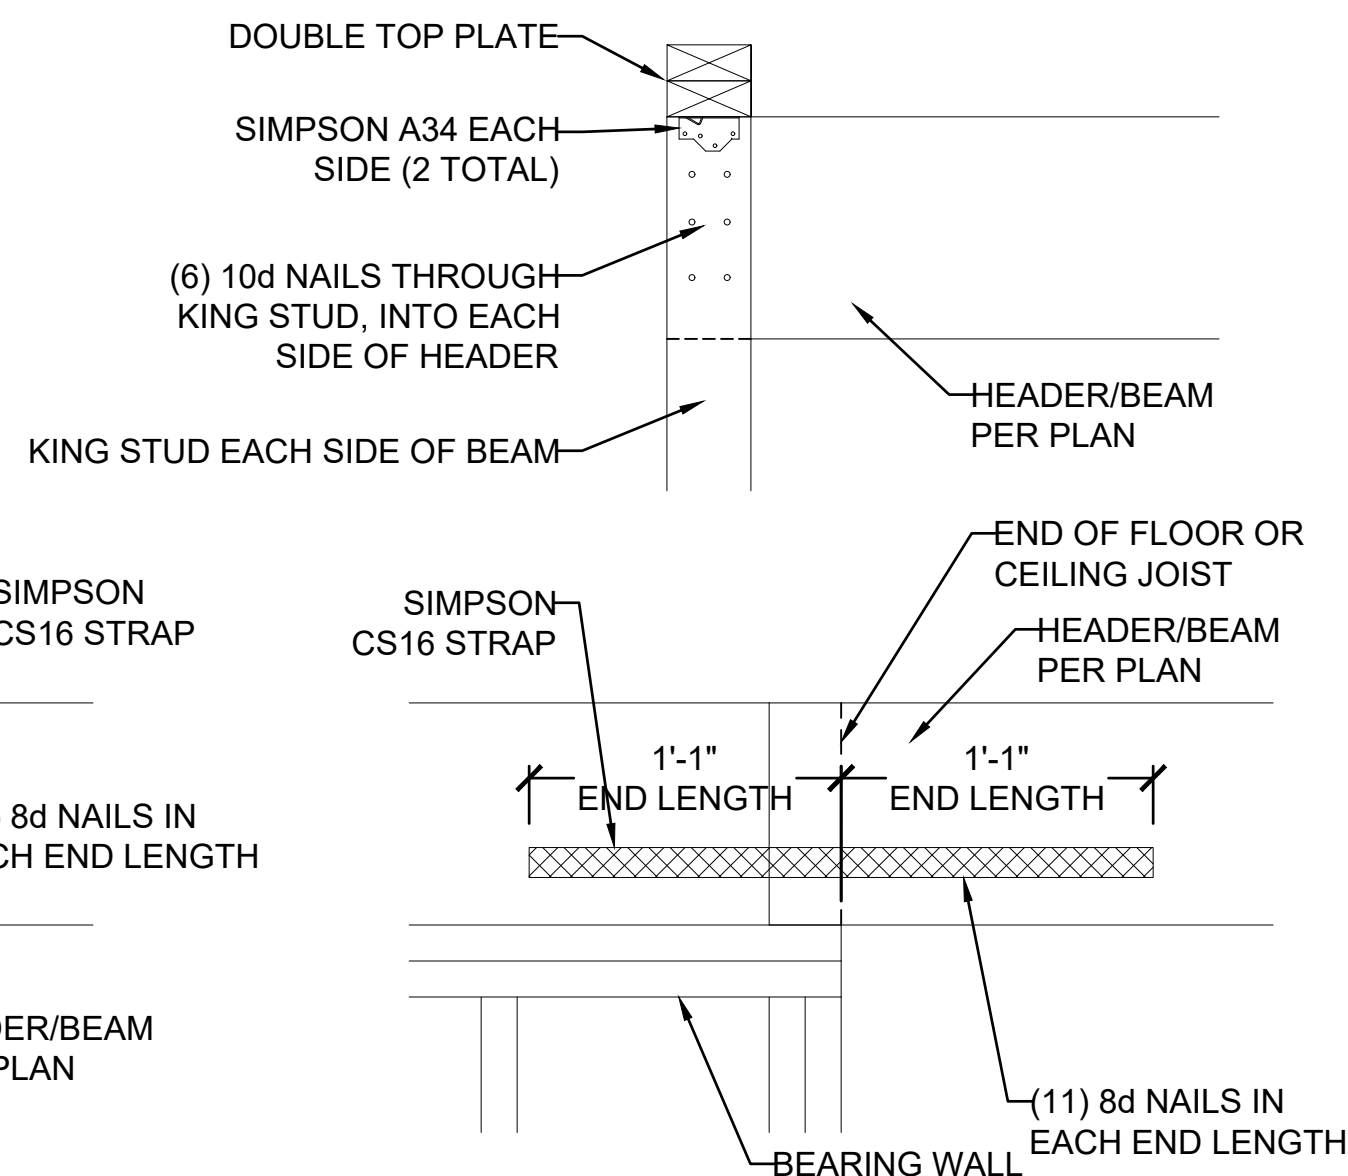 DOUBLE TOP PLATE
SIMPSON A34 EACH
SIDE (2 TOTAL)
(6) 10d NAILS THROUGH
KING STUD, INTO EACH
SIDE OF HEADER
KING STUD EACH SIDE OF BEAM
HEADER/BEAM
PER PLAN
SIMPSON
CS16 STRAP
8d NAILS IN
END LENGTH
/BEAM
PLAN
SIMPSON
CS16 STRAP
END OF FLOOR OR
CEILING JOIST
HEADER/BEAM
PER PLAN
1'-1"
END LENGTH
1'-1"
END LENGTH
(11) 8d NAILS IN
EACH END LENGTH
BEARING WALL